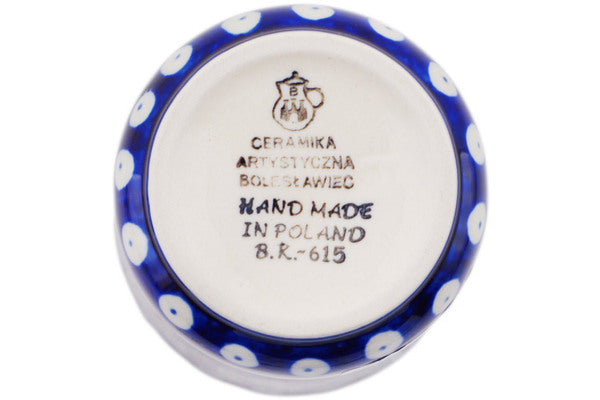 B
CERAMIKA
ARTYSTYCZNA
BOLESŁAWIEC
HAND MADE
IN POLAND
B.K.-615